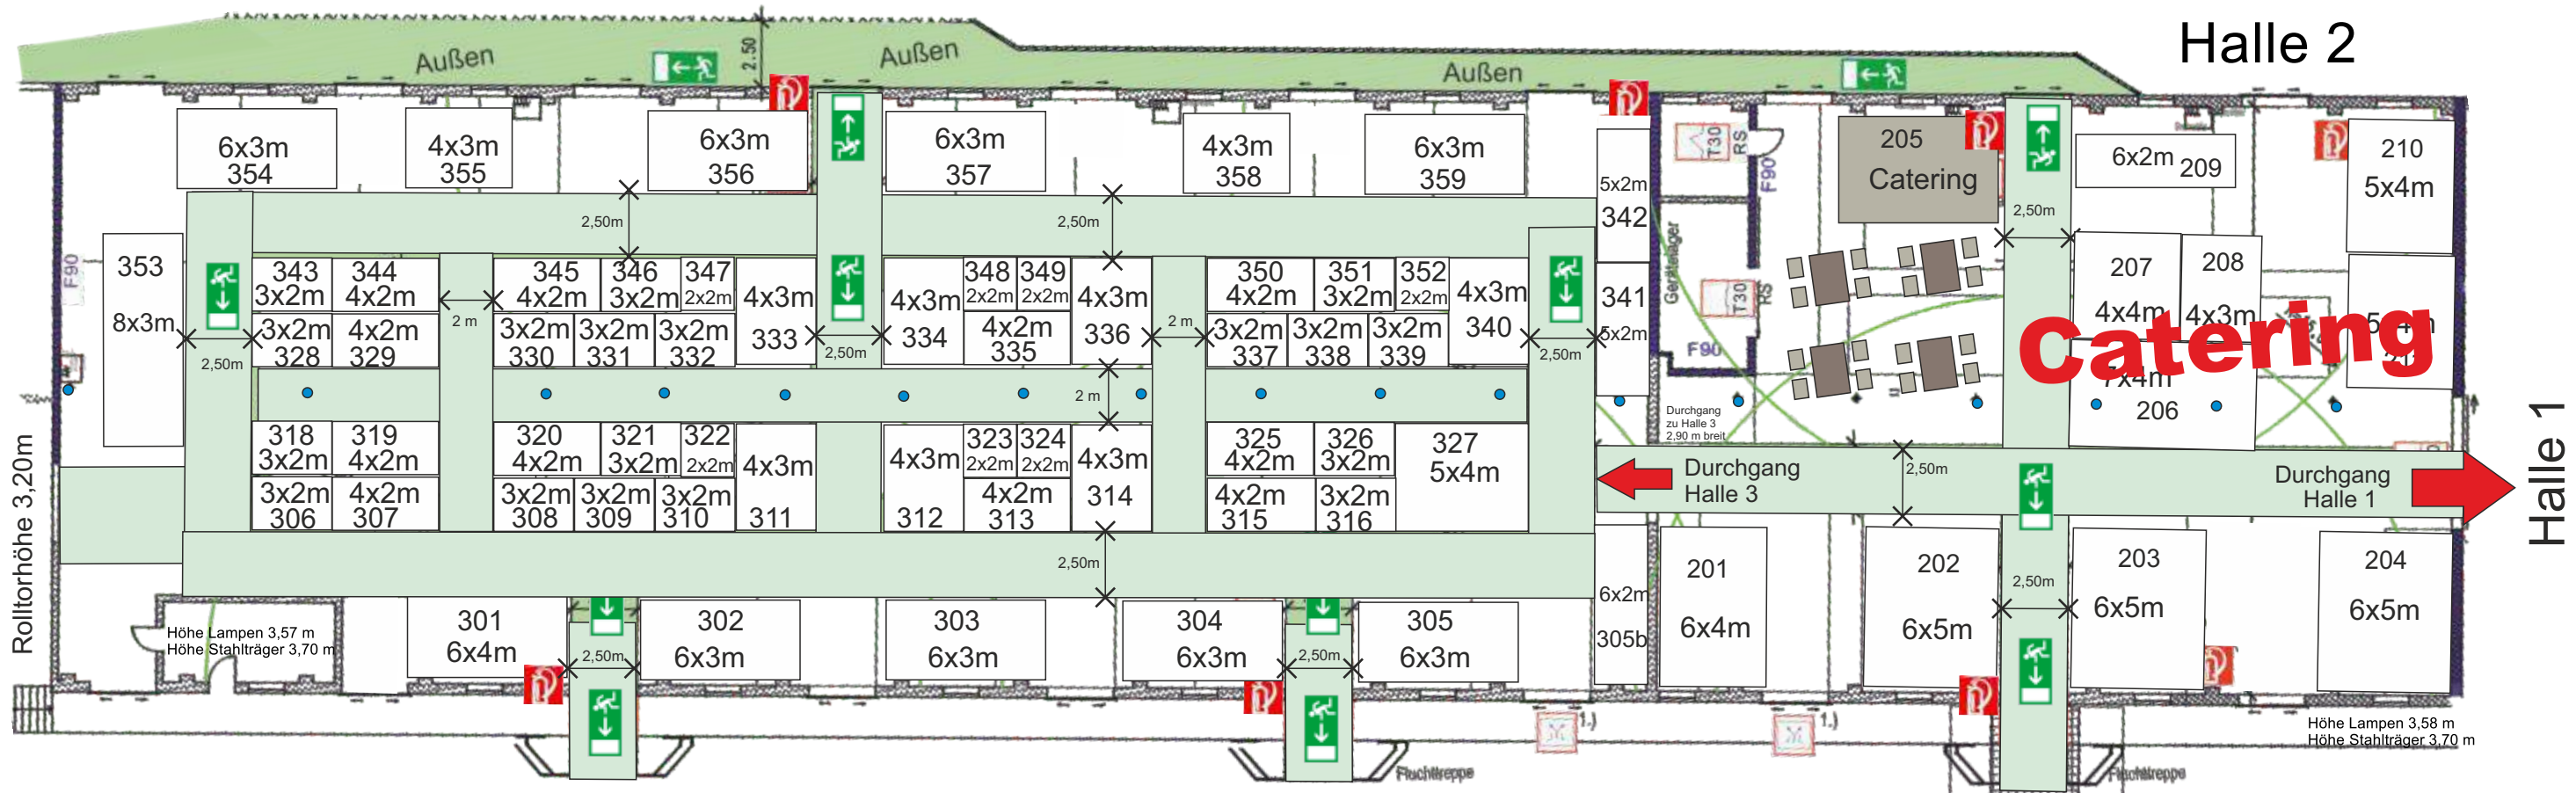 Halle 2
Außen
Außen
Außen
2.50
6x3m
354
4x3m
355
6x3m
356
6x3m
357
4x3m
358
6x3m
359
5x2m
342
341
5x2m
T30
RS
F90
Gerätelager
T30
RS
F90
205
Catering
2,50m
6x2m 209
210
5x4m
207
4x4m
208
4x3m
Catering
7x4m
206
F90
353
8x3m
2,50m
2,50m
343
3x2m
344
4x2m
345
4x2m
346
3x2m
347
2x2m
4x3m
333
4x3m
334
348
2x2m
349
2x2m
4x3m
336
350
4x2m
351
3x2m
352
2x2m
4x3m
340
2 m
2 m
2,50m
2,50m
2,50m
3x2m
328
4x2m
329
3x2m
330
3x2m
331
3x2m
332
4x2m
335
3x2m
337
3x2m
338
3x2m
339
2 m
318
3x2m
319
4x2m
320
4x2m
321
3x2m
322
2x2m
4x3m
311
4x3m
312
323
2x2m
324
2x2m
4x3m
314
325
4x2m
326
3x2m
327
5x4m
3x2m
306
4x2m
307
3x2m
308
3x2m
309
3x2m
310
4x2m
313
4x2m
315
3x2m
316
Durchgang
zu Halle 3
2,90 m breit
Durchgang
Halle 3
2,50m
Durchgang
Halle 1
Halle 1
2,50m
Rolltorhöhe 3,20m
Höhe Lampen 3,57 m
Höhe Stahlträger 3,70 m
301
6x4m
2,50m
302
6x3m
303
6x3m
304
6x3m
2,50m
305
6x3m
6x2m
305b
201
6x4m
202
6x5m
2,50m
203
6x5m
204
6x5m
1.)
1.)
Höhe Lampen 3,58 m
Höhe Stahlträger 3,70 m
Fluchttreppe
Fluchttreppe